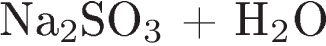 Na₂SO₃ + H₂O